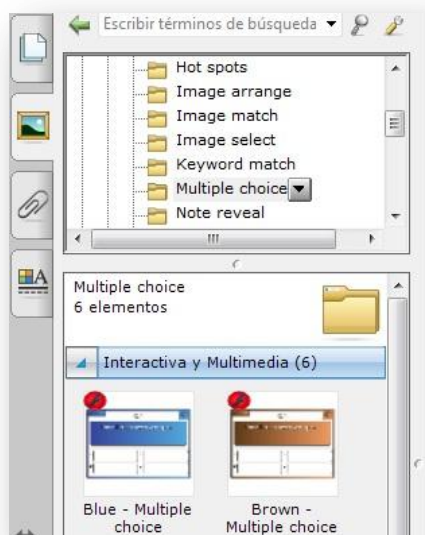 Escribir términos de búsqueda
Hot spots
Image arrange
Image match
Image select
Keyword match
Multiple choice
Note reveal
Multiple choice
6 elementos
Interactiva y Multimedia (6)
Blue - Multiple choice
Brown - Multiple choice